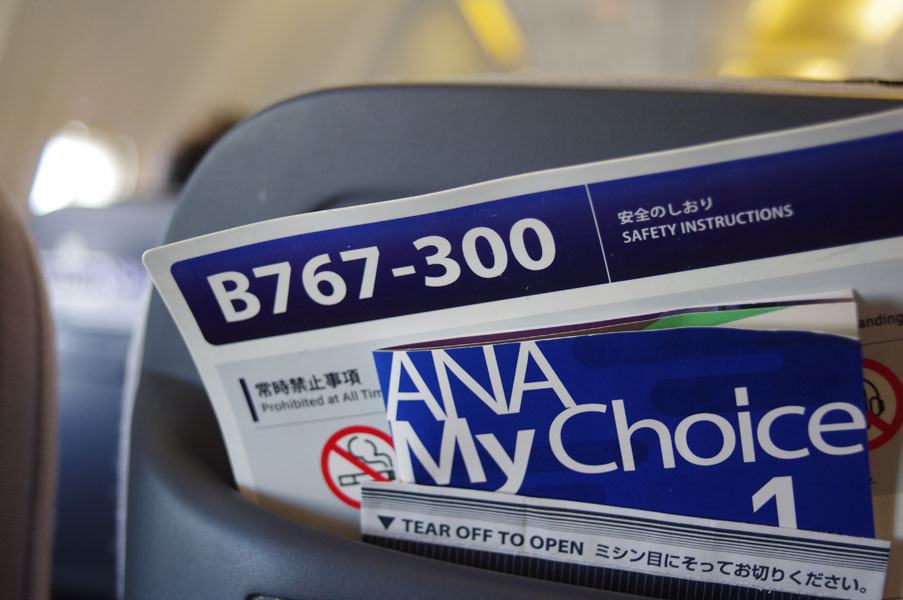 B767-300
安全のしおり
SAFETY INSTRUCTIONS
常時禁止事項
Prohibited at All
ANA
My Choice
1
▼ TEAR OFF TO OPEN ミシン目にそってお切りください。